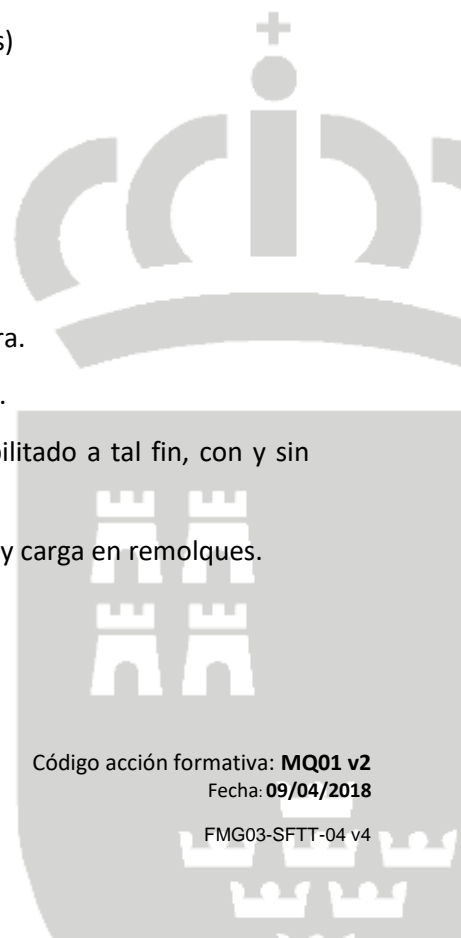 s)
ra.
.
ilitado a tal fin, con y sin
y carga en remolques.
Código acción formativa: MQ01 v2
Fecha: 09/04/2018
FMG03-SFTT-04 v4